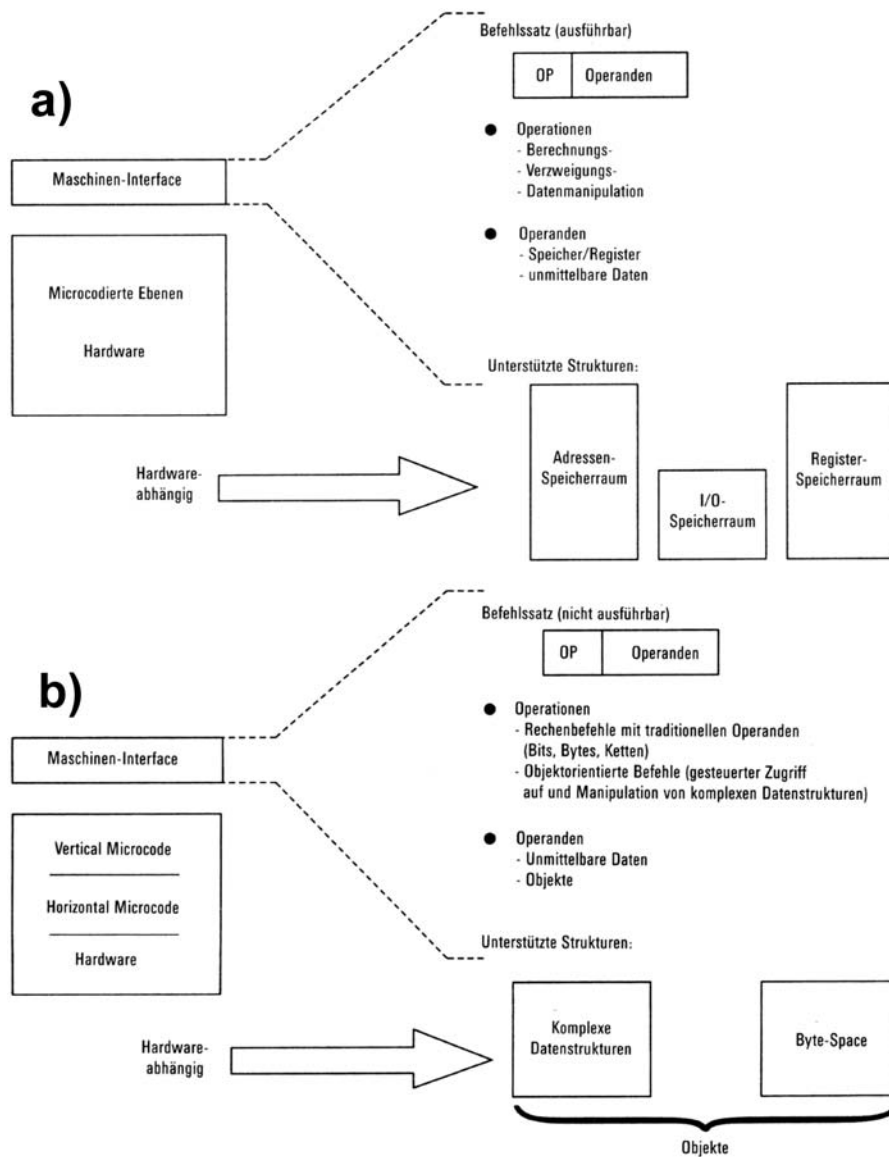 a)
Maschinen-Interface
Microcodierte Ebenen
Hardware
Befehlssatz (ausführbar)
OP Operanden
● Operationen
- Berechnungs-
- Verzweigungs-
- Datenmanipulation
● Operanden
- Speicher/Register
- unmittelbare Daten
Unterstützte Strukturen:
Hardware-
abhängig
Adressen-
Speicherraum
I/O-
Speicherraum
Register-
Speicherraum
b)
Maschinen-Interface
Vertical Microcode
Horizontal Microcode
Hardware
Befehlssatz (nicht ausführbar)
OP Operanden
● Operationen
- Rechenbefehle mit traditionellen Operanden
(Bits, Bytes, Ketten)
- Objektorientierte Befehle (gesteuerter Zugriff
auf und Manipulation von komplexen Datenstrukturen)
● Operanden
- Unmittelbare Daten
- Objekte
Unterstützte Strukturen:
Hardware-
abhängig
Komplexe
Datenstrukturen
Byte-Space
Objekte